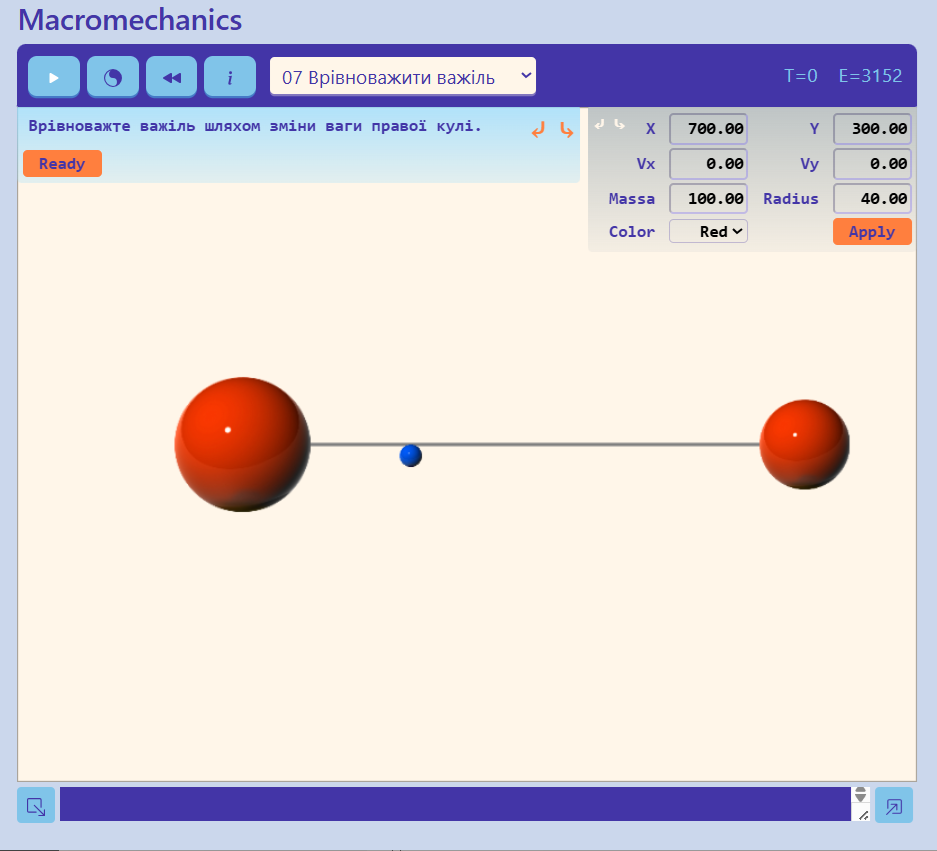 Macromechanics
i
07 Врівноважити важіль
T=0 E=3152
Врівноважте важіль шляхом зміни ваги правої кулі.
Ready
X 700.00 Y 300.00
Vx 0.00 Vy 0.00
Massa 100.00 Radius 40.00
Color Red Apply